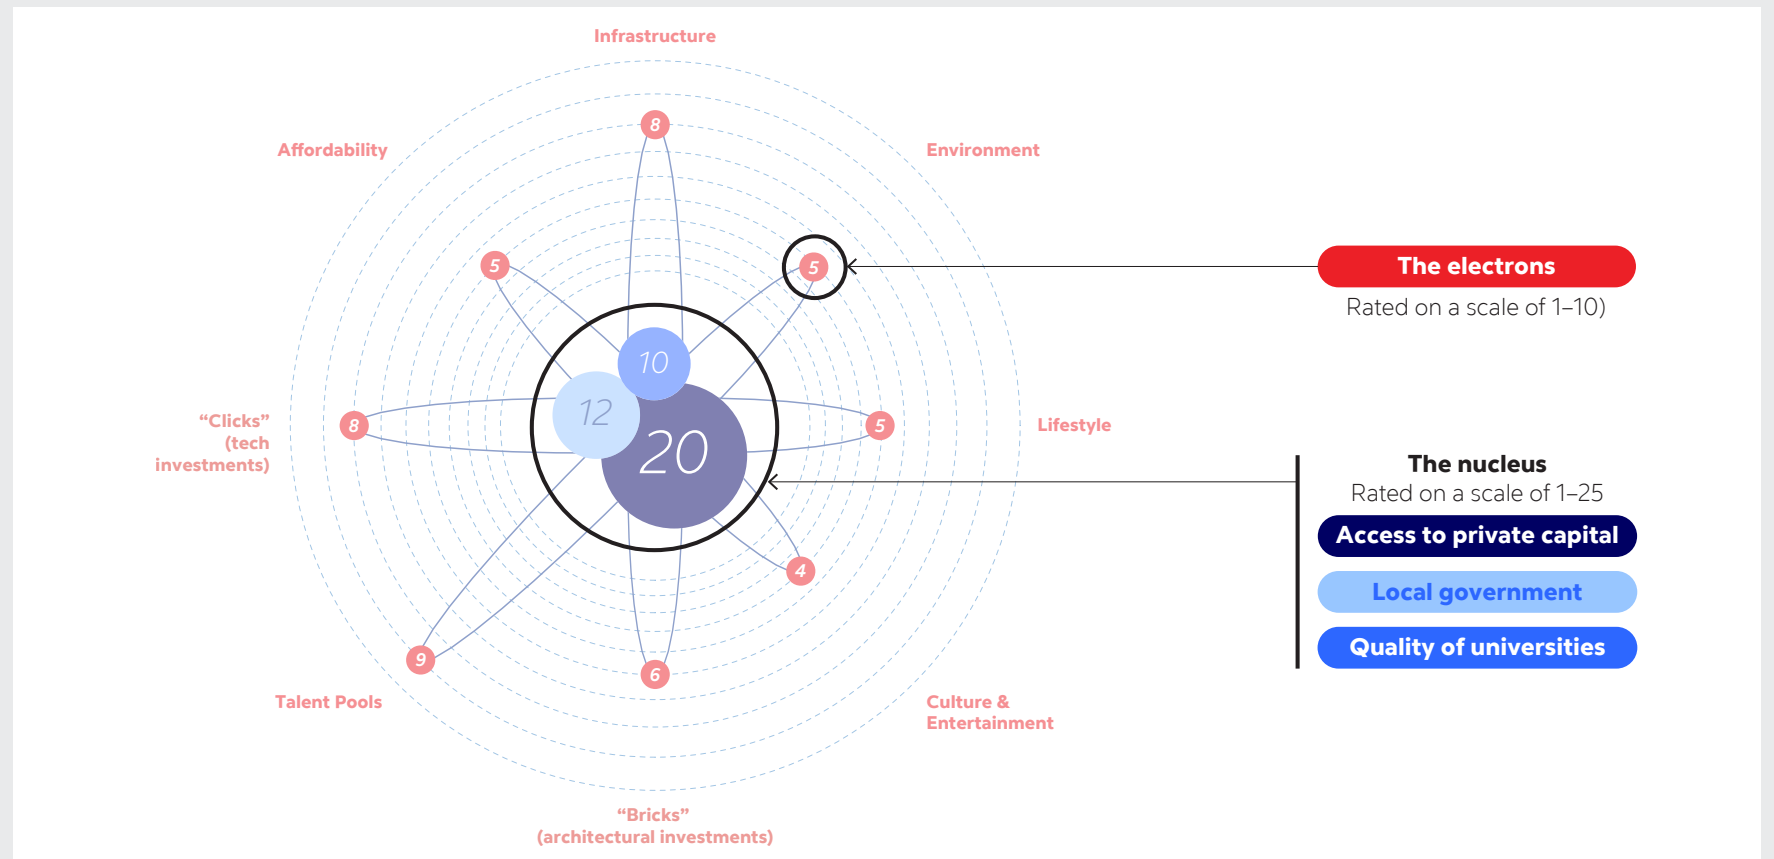 Infrastructure
Affordability
Environment
8
5
5
The electrons
Rated on a scale of 1–10)
10
12
20
“Clicks”
(tech
investments)
8
5
Lifestyle
The nucleus
Rated on a scale of 1–25
Access to private capital
Local government
Quality of universities
4
9
6
Talent Pools
Culture &
Entertainment
“Bricks”
(architectural investments)